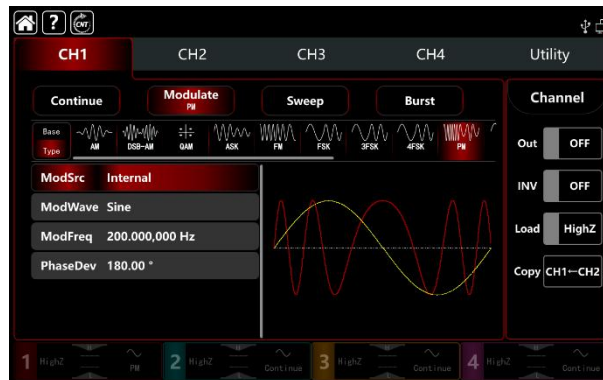 ? CNT
CH1 CH2 CH3 CH4 Utility
Continue Modulate PM Sweep Burst Channel
Base Type AM DSB-AM QAM ASK FM FSK 3FSK 4FSK PM
Out OFF
ModSrc Internal
INV OFF
ModWave Sine
ModFreq 200.000,000 Hz
Load HighZ
PhaseDev 180.00 °
Copy CH1←CH2
1 HighZ PM 2 HighZ Continue 3 HighZ Continue 4 HighZ Continue